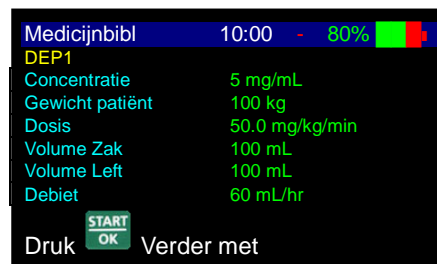 Medicijnbibl 10:00 - 80%
DEP1
Concentratie 5 mg/mL
Gewicht patiënt 100 kg
Dosis 50.0 mg/kg/min
Volume Zak 100 mL
Volume Left 100 mL
Debiet 60 mL/hr
Druk START OK Verder met